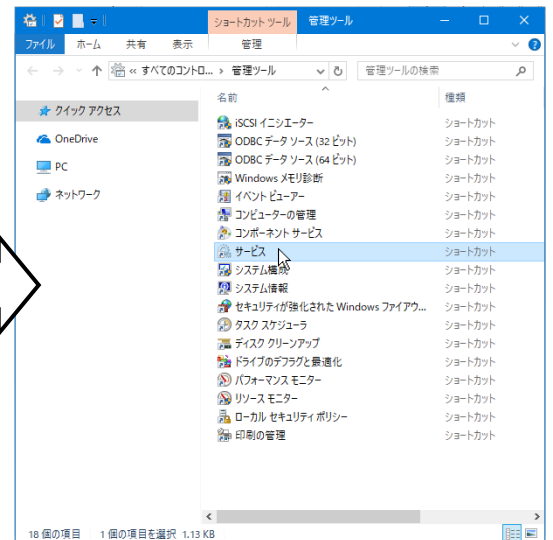 ショートカット ツール 管理ツール
ファイル ホーム 共有 表示 管理
« すべてのコントロ... › 管理ツール 管理ツールの検索
名前 種類
クイック アクセス
OneDrive
PC
ネットワーク
iSCSI イニシエーター ショートカット
ODBC データ ソース (32 ビット) ショートカット
ODBC データ ソース (64 ビット) ショートカット
Windows メモリ診断 ショートカット
イベント ビューアー ショートカット
コンピューターの管理 ショートカット
コンポーネント サービス ショートカット
サービス ショートカット
システム構成 ショートカット
システム情報 ショートカット
セキュリティが強化された Windows ファイアウ... ショートカット
タスク スケジューラ ショートカット
ディスク クリーンアップ ショートカット
ドライブのデフラグと最適化 ショートカット
パフォーマンス モニター ショートカット
リソース モニター ショートカット
ローカル セキュリティ ポリシー ショートカット
印刷の管理 ショートカット
18 個の項目 1 個の項目を選択 1.13 KB